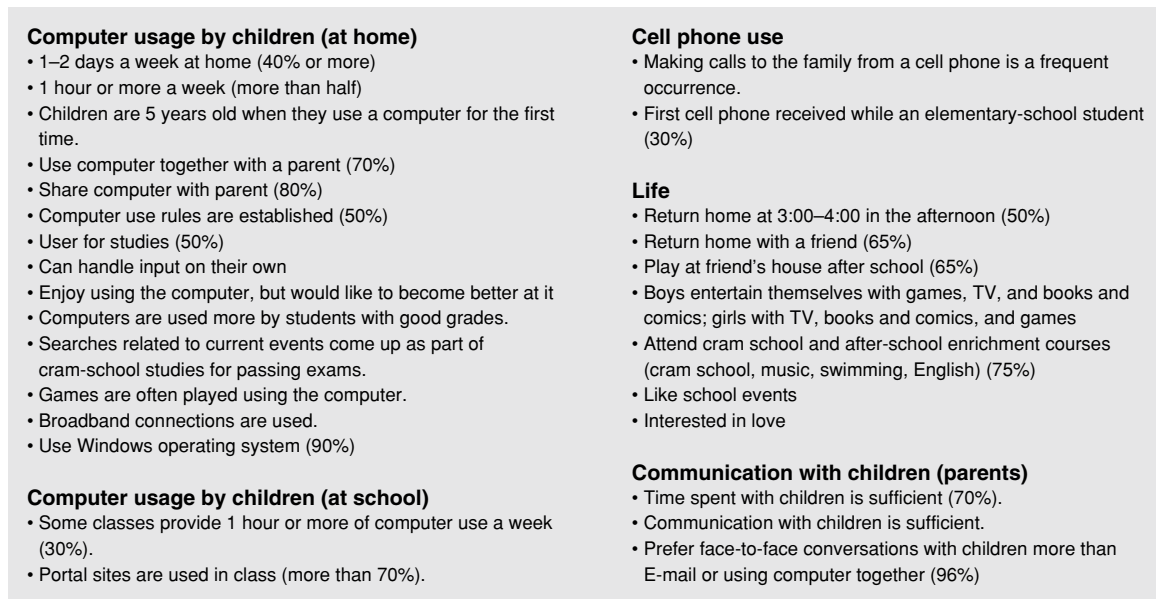 Computer usage by children (at home)
• 1–2 days a week at home (40% or more)
• 1 hour or more a week (more than half)
• Children are 5 years old when they use a computer for the first
time.
• Use computer together with a parent (70%)
• Share computer with parent (80%)
• Computer use rules are established (50%)
• User for studies (50%)
• Can handle input on their own
• Enjoy using the computer, but would like to become better at it
• Computers are used more by students with good grades.
• Searches related to current events come up as part of
cram-school studies for passing exams.
• Games are often played using the computer.
• Broadband connections are used.
• Use Windows operating system (90%)
Computer usage by children (at school)
• Some classes provide 1 hour or more of computer use a week
(30%).
• Portal sites are used in class (more than 70%).
Cell phone use
• Making calls to the family from a cell phone is a frequent
occurrence.
• First cell phone received while an elementary-school student
(30%)
Life
• Return home at 3:00–4:00 in the afternoon (50%)
• Return home with a friend (65%)
• Play at friend's house after school (65%)
• Boys entertain themselves with games, TV, and books and
comics; girls with TV, books and comics, and games
• Attend cram school and after-school enrichment courses
(cram school, music, swimming, English) (75%)
• Like school events
• Interested in love
Communication with children (parents)
• Time spent with children is sufficient (70%).
• Communication with children is sufficient.
• Prefer face-to-face conversations with children more than
E-mail or using computer together (96%)